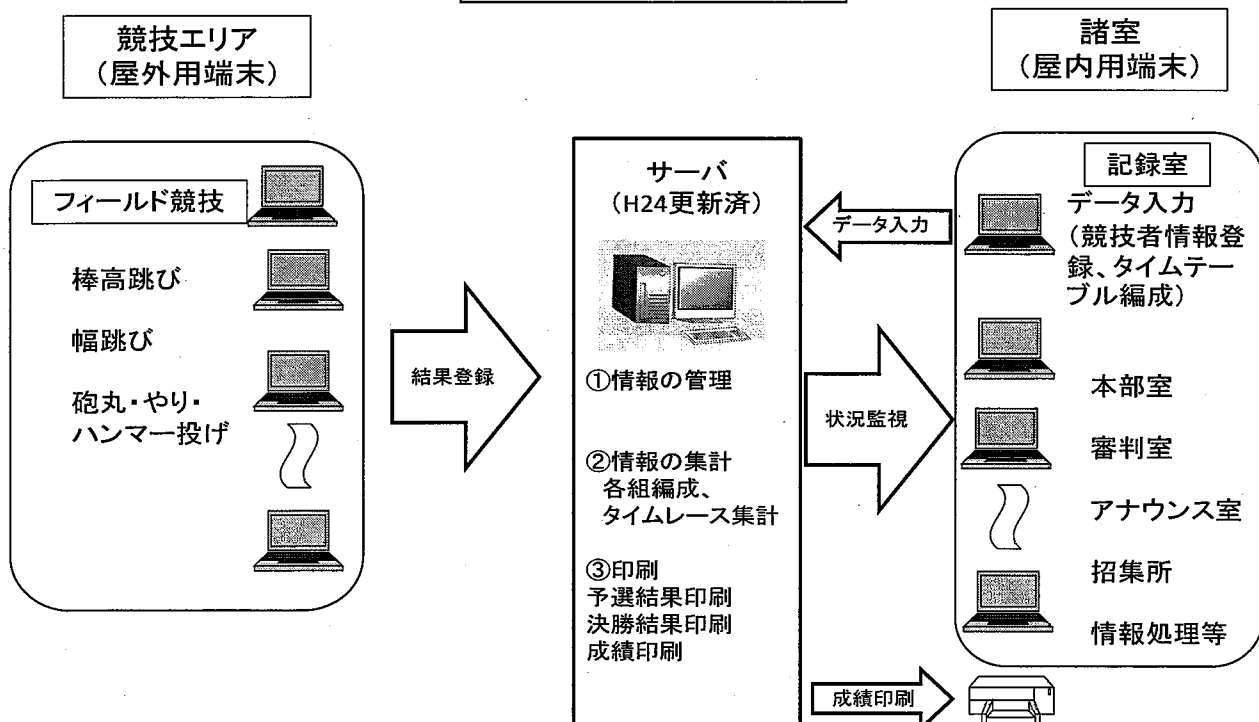 競技エリア
(屋外用端末)
フィールド競技
棒高跳び
幅跳び
砲丸・やり・
ハンマー投げ
結果登録
サーバ
(H24更新済)
①情報の管理
②情報の集計
各組編成、
タイムレース集計
③印刷
予選結果印刷
決勝結果印刷
成績印刷
データ入力
状況監視
成績印刷
諸室
(屋内用端末)
記録室
データ入力
(競技者情報登
録、タイムテー
ブル編成)
本部室
審判室
アナウンス室
招集所
情報処理等